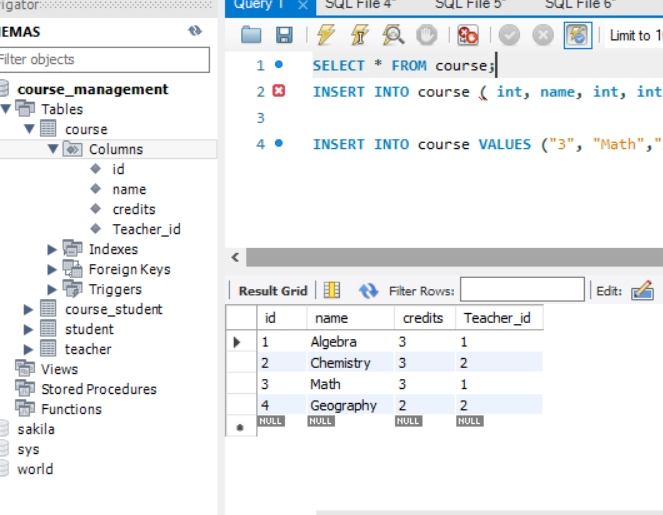 vigator
Query 1 SQL File 4* SQL File 5* SQL File 6*
EMAS
Filter objects
Limit to 1
course_management
Tables
course
Columns
id
name
credits
Teacher_id
Indexes
Foreign Keys
Triggers
course_student
student
teacher
Views
Stored Procedures
Functions
sakila
sys
world
1 SELECT * FROM course;
2 INSERT INTO course ( int, name, int, int
3
4 INSERT INTO course VALUES ("3", "Math","
Result Grid Filter Rows: Edit:
id name credits Teacher_id
1 Algebra 3 1
2 Chemistry 3 2
3 Math 3 1
4 Geography 2 2
NULL NULL NULL NULL